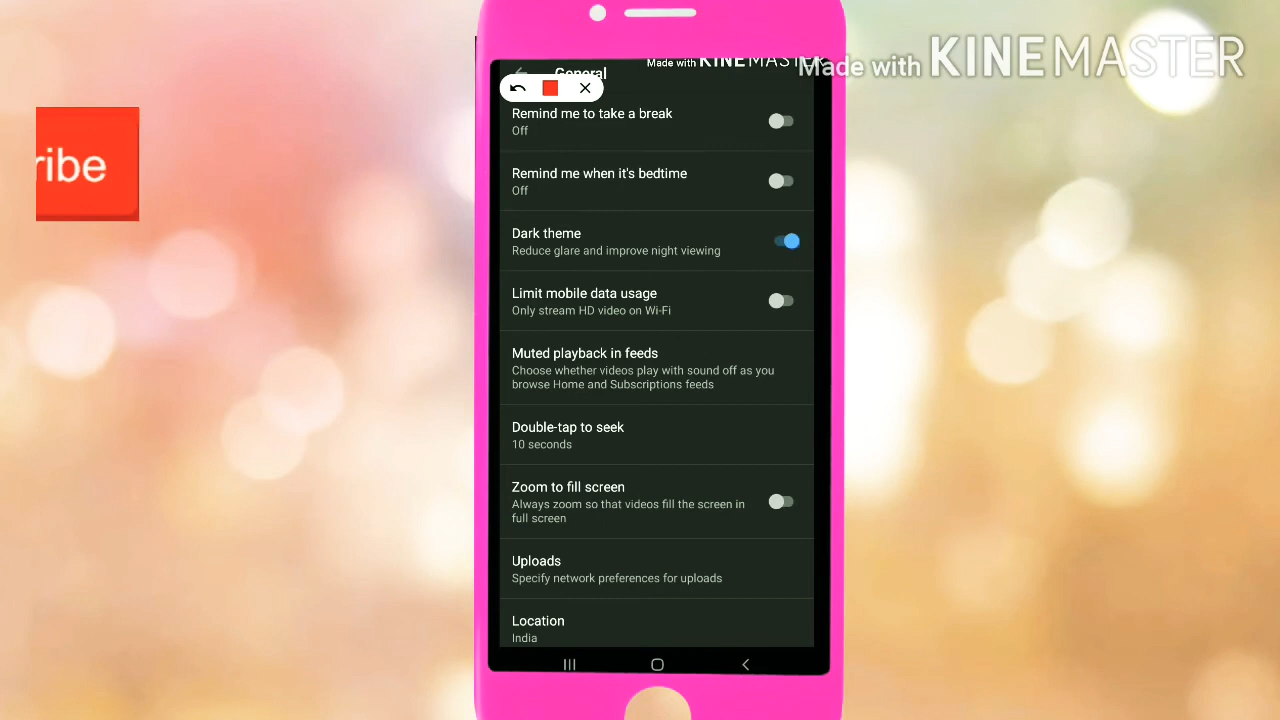 Made with KINEMASTER
Made with KINEMASTER
General
ribe
Remind me to take a break
Off
Remind me when it's bedtime
Off
Dark theme
Reduce glare and improve night viewing
Limit mobile data usage
Only stream HD video on Wi-Fi
Muted playback in feeds
Choose whether videos play with sound off as you
browse Home and Subscriptions feeds
Double-tap to seek
10 seconds
Zoom to fill screen
Always zoom so that videos fill the screen in
full screen
Uploads
Specify network preferences for uploads
Location
India